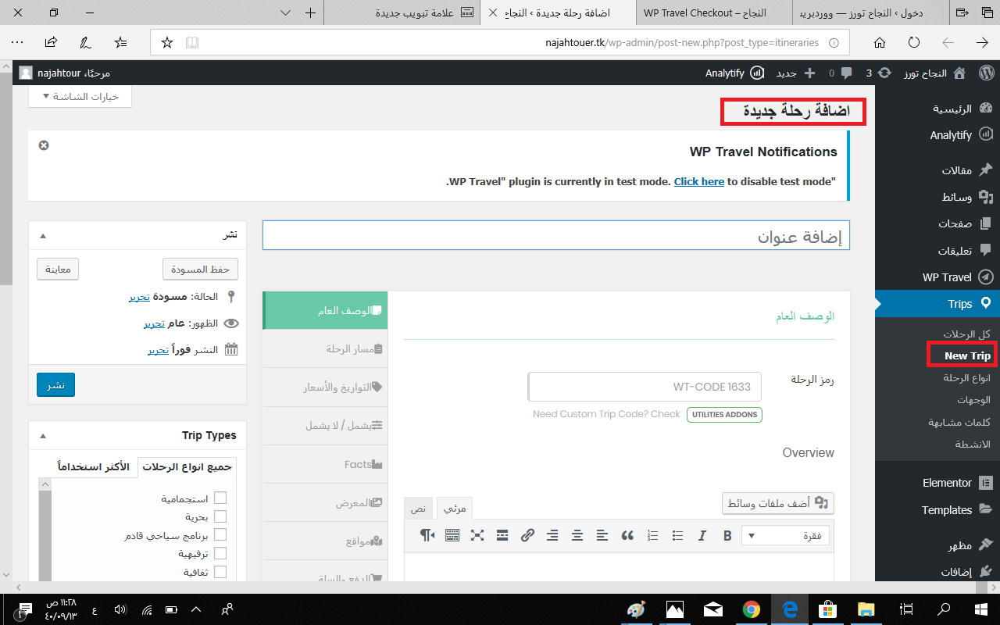 دخول ‹ النجاح تورز — ووردبريس
WP Travel Checkout – النجاح
اضافة رحلة جديدة ‹ النجاح
علامة تبويب جديدة
najahtouer.tk/wp-admin/post-new.php?post_type=itineraries
النجاح تورز
3
0
جديد
Analytify
مرحبًا، najahtour
خيارات الشاشة
الرئيسية
Analytify
مقالات
وسائط
صفحات
تعليقات
WP Travel
Trips
كل الرحلات
New Trip
انواع الرحلة
الوجهات
كلمات مشابهة
الانشطة
Elementor
Templates
مظهر
إضافات
اضافة رحلة جديدة
WP Travel Notifications
.WP Travel" plugin is currently in test mode. Click here to disable test mode"
إضافة عنوان
الوصف العام
رمز الرحلة
WT-CODE 1633
Need Custom Trip Code? Check UTILITIES ADDONS
Overview
أضف ملفات وسائط
مرئي
نص
فقرة
B
I
الوصف العام
مسار الرحلة
التواريخ والأسعار
يشمل / لا يشمل
Facts
المعرض
مواقع
الدفع والسلة
نشر
حفظ المسودة
معاينة
الحالة: مسودة تحرير
الظهور: عام تحرير
النشر فوراً تحرير
نشر
Trip Types
جميع انواع الرحلات
الأكثر استخداماً
استجمامية
بحرية
برنامج سياحي قادم
ترفيهية
ثقافية
ع
١١:٢٨ ص
٤٠/٠٩/١٣
١